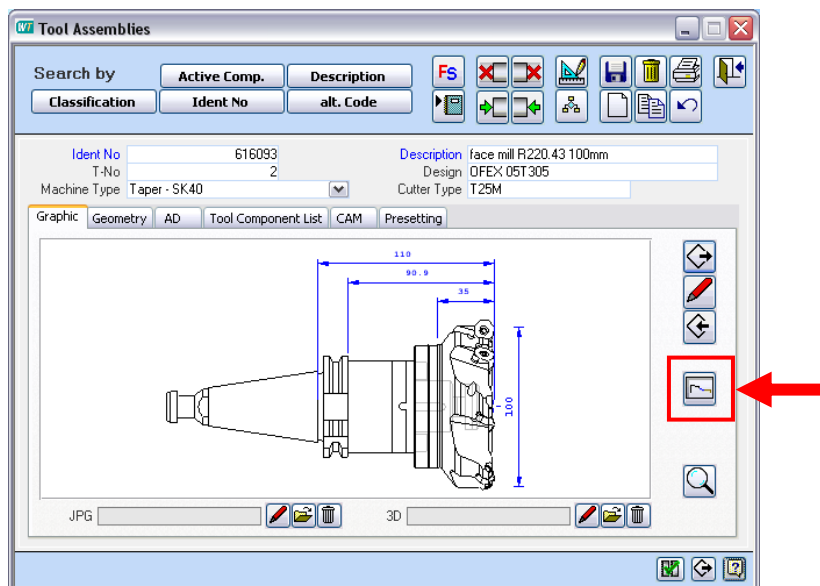 WT Tool Assemblies
Search by
Active Comp.
Description
FS
Classification
Ident No
alt. Code
Ident No 616093
Description face mill R220.43 100mm
T-No 2
Design OFEX 05T305
Machine Type Taper - SK40
Cutter Type T25M
Graphic Geometry AD Tool Component List CAM Presetting
110
90.9
35
100
JPG
3D